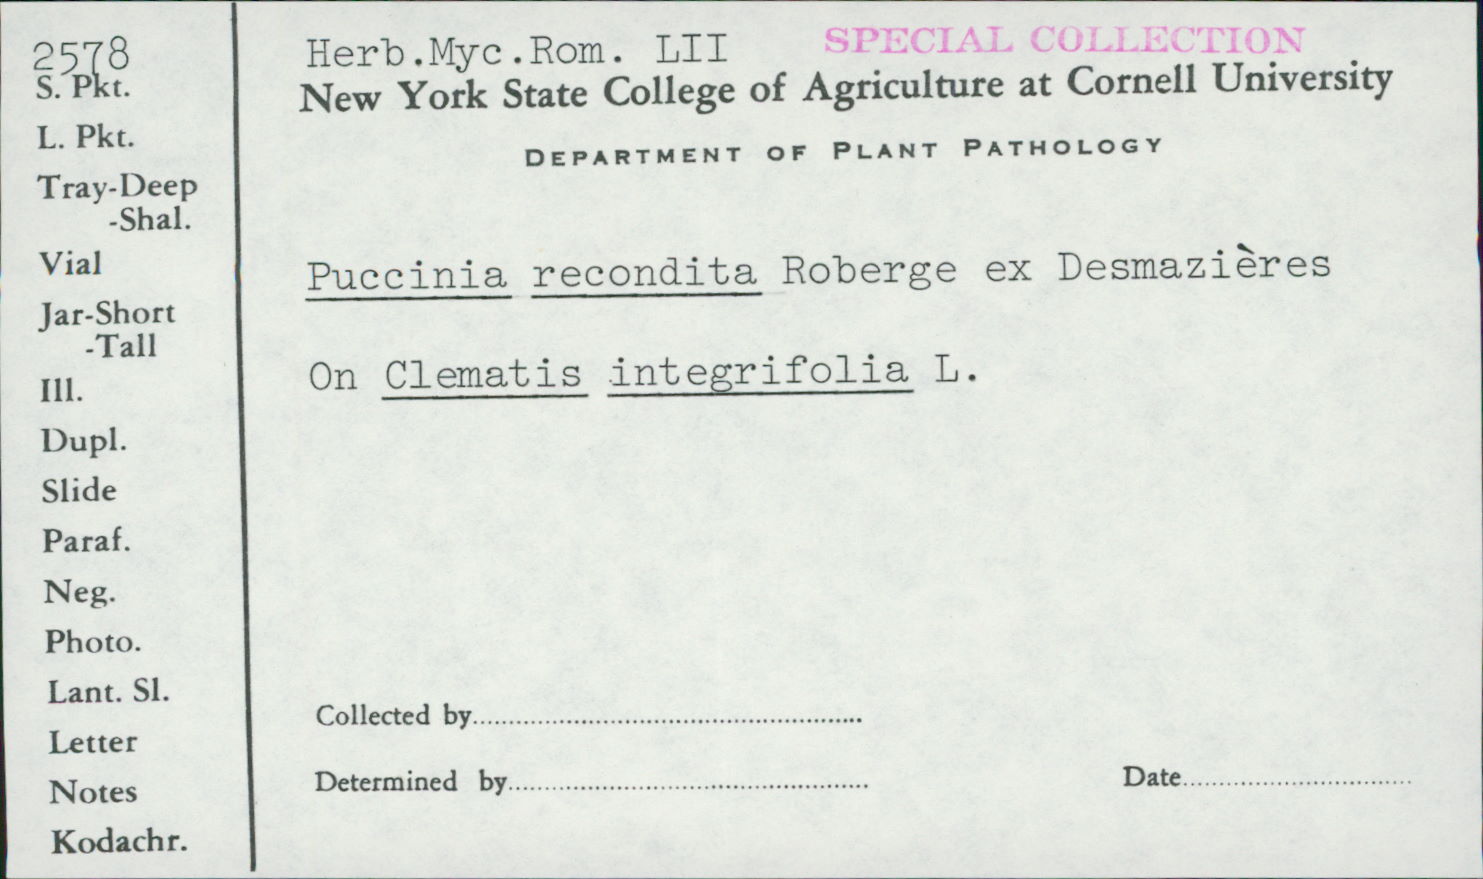 2578
S. Pkt.
L. Pkt.
Tray-Deep
-Shal.
Vial
Jar-Short
-Tall
Ill.
Dupl.
Slide
Paraf.
Neg.
Photo.
Lant. Sl.
Letter
Notes
Kodachr.
Herb.Myc.Rom. LII SPECIAL COLLECTION
New York State College of Agriculture at Cornell University
DEPARTMENT OF PLANT PATHOLOGY
Puccinia recondita Roberge ex Desmazières
On Clematis integrifolia L.
Collected by
Determined by Date